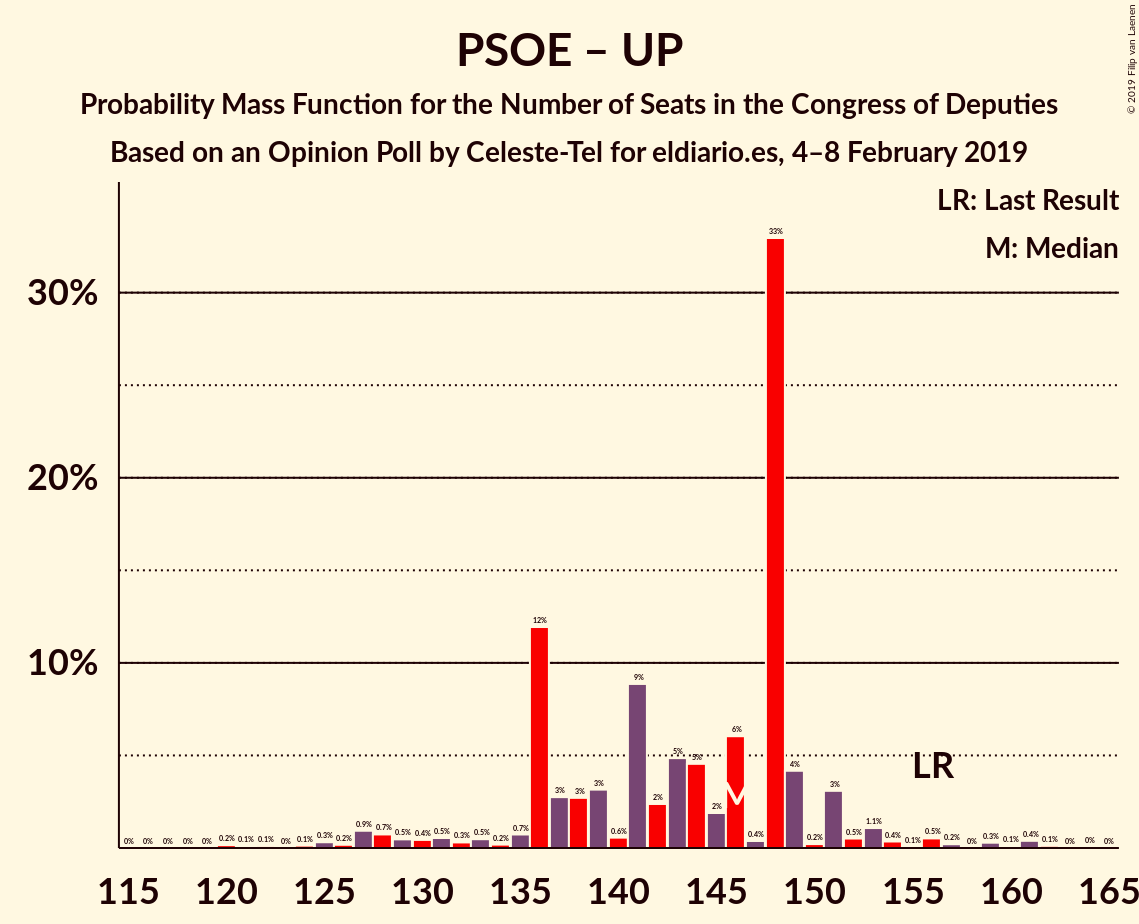 PSOE – UP
Probability Mass Function for the Number of Seats in the Congress of Deputies
Based on an Opinion Poll by Celeste-Tel for eldiario.es, 4–8 February 2019
© 2019 Filip van Laenen
LR: Last Result
M: Median
30%
20%
10%
0% 0% 0% 0% 0% 0.2% 0.1% 0.1% 0% 0.1% 0.3% 0.2% 0.9% 0.7% 0.5% 0.4% 0.5% 0.3% 0.5% 0.2% 0.7% 12% 3% 3% 3% 0.6% 9% 2% 5% 5% 2% 6% 0.4% 33% 4% 0.2% 3% 0.5% 1.1% 0.4% 0.1% 0.5% 0.2% 0% 0.3% 0.1% 0.4% 0.1% 0% 0% 0%
M
LR
115 120 125 130 135 140 145 150 155 160 165